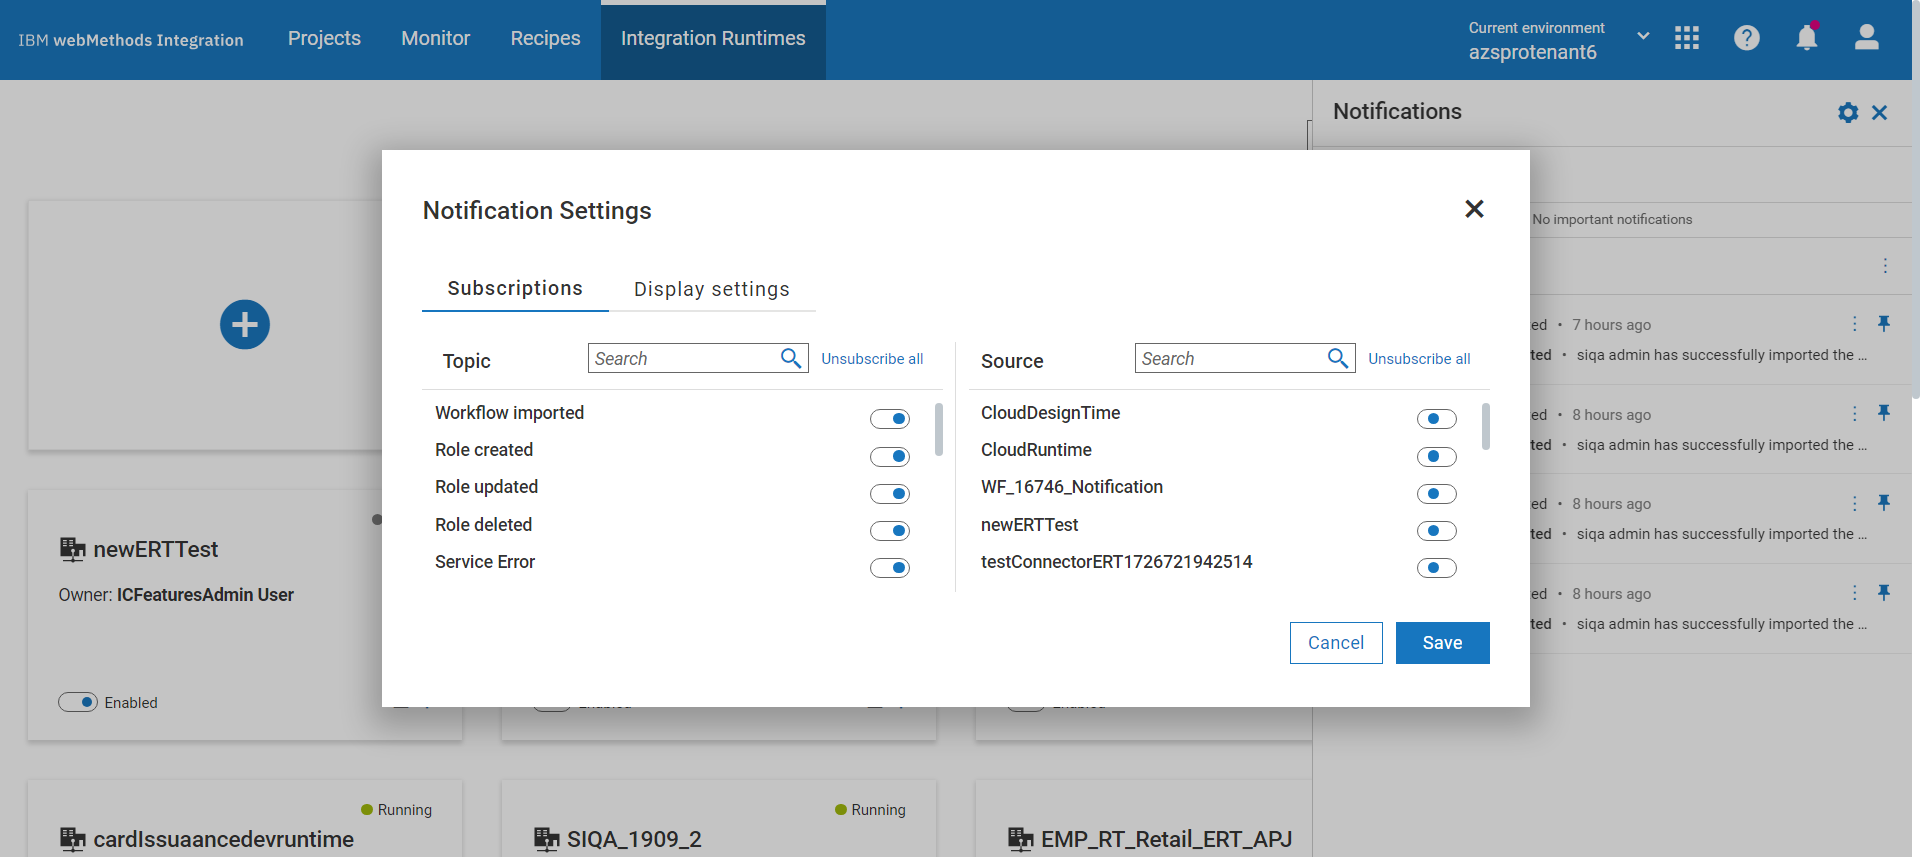 IBM webMethods Integration
Projects
Monitor
Recipes
Integration Runtimes
Current environment
azsprotenant6
Notifications
Notification Settings
No important notifications
Subscriptions
Display settings
Topic
Search
Unsubscribe all
Source
Search
Unsubscribe all
Workflow imported
Role created
Role updated
Role deleted
Service Error
CloudDesignTime
CloudRuntime
WF_16746_Notification
newERTTest
testConnectorERT1726721942514
Cancel
Save
ed • 7 hours ago
ted • siqa admin has successfully imported the ...
ed • 8 hours ago
ted • siqa admin has successfully imported the ...
ed • 8 hours ago
ted • siqa admin has successfully imported the ...
ed • 8 hours ago
ted • siqa admin has successfully imported the ...
newERTTest
Owner: ICFeaturesAdmin User
Enabled
Running
cardIssuaancedevruntime
Running
SIQA_1909_2
EMP_RT_Retail_ERT_APJ